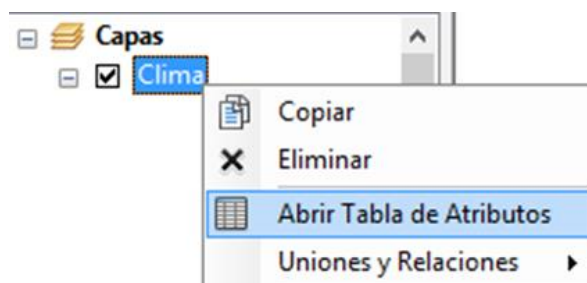 Capas
Clima
Copiar
Eliminar
Abrir Tabla de Atributos
Uniones y Relaciones